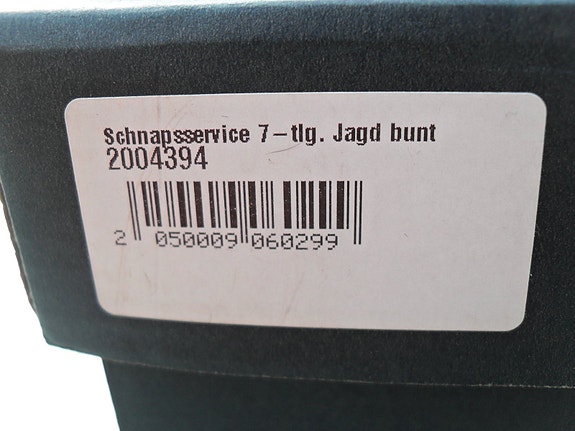 Schnapsservice 7-tlg. Jagd bunt
2004394
2 050009 060299